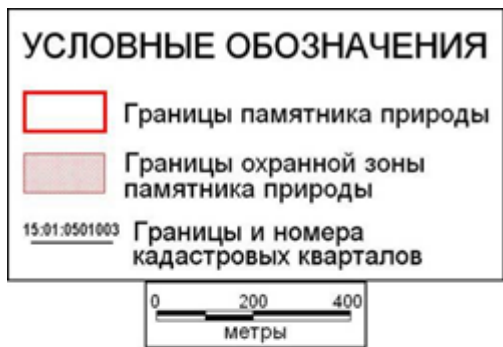 УСЛОВНЫЕ ОБОЗНАЧЕНИЯ
Границы памятника природы
Границы охранной зоны
памятника природы
15:01:0501003
Границы и номера
кадастровых кварталов
0 200 400
метры